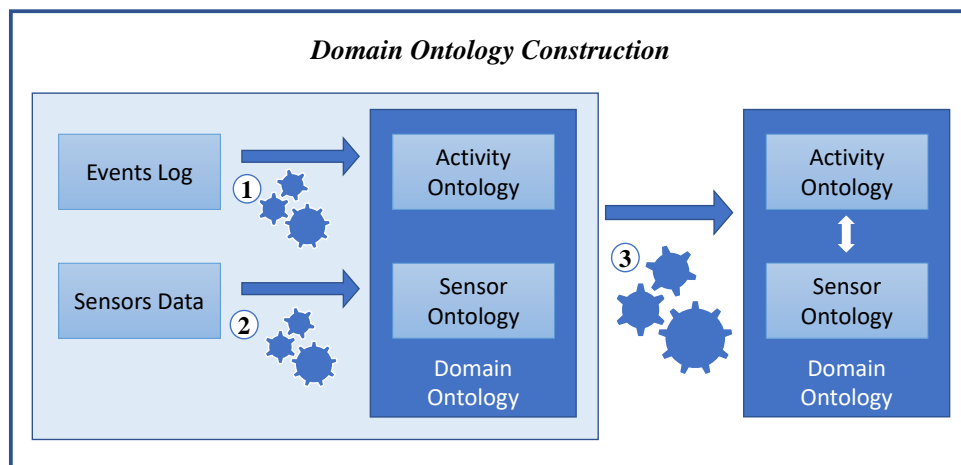 Domain Ontology Construction
Events Log
1
Activity
Ontology
Sensors Data
2
Sensor
Ontology
Domain
Ontology
3
Activity
Ontology
Sensor
Ontology
Domain
Ontology